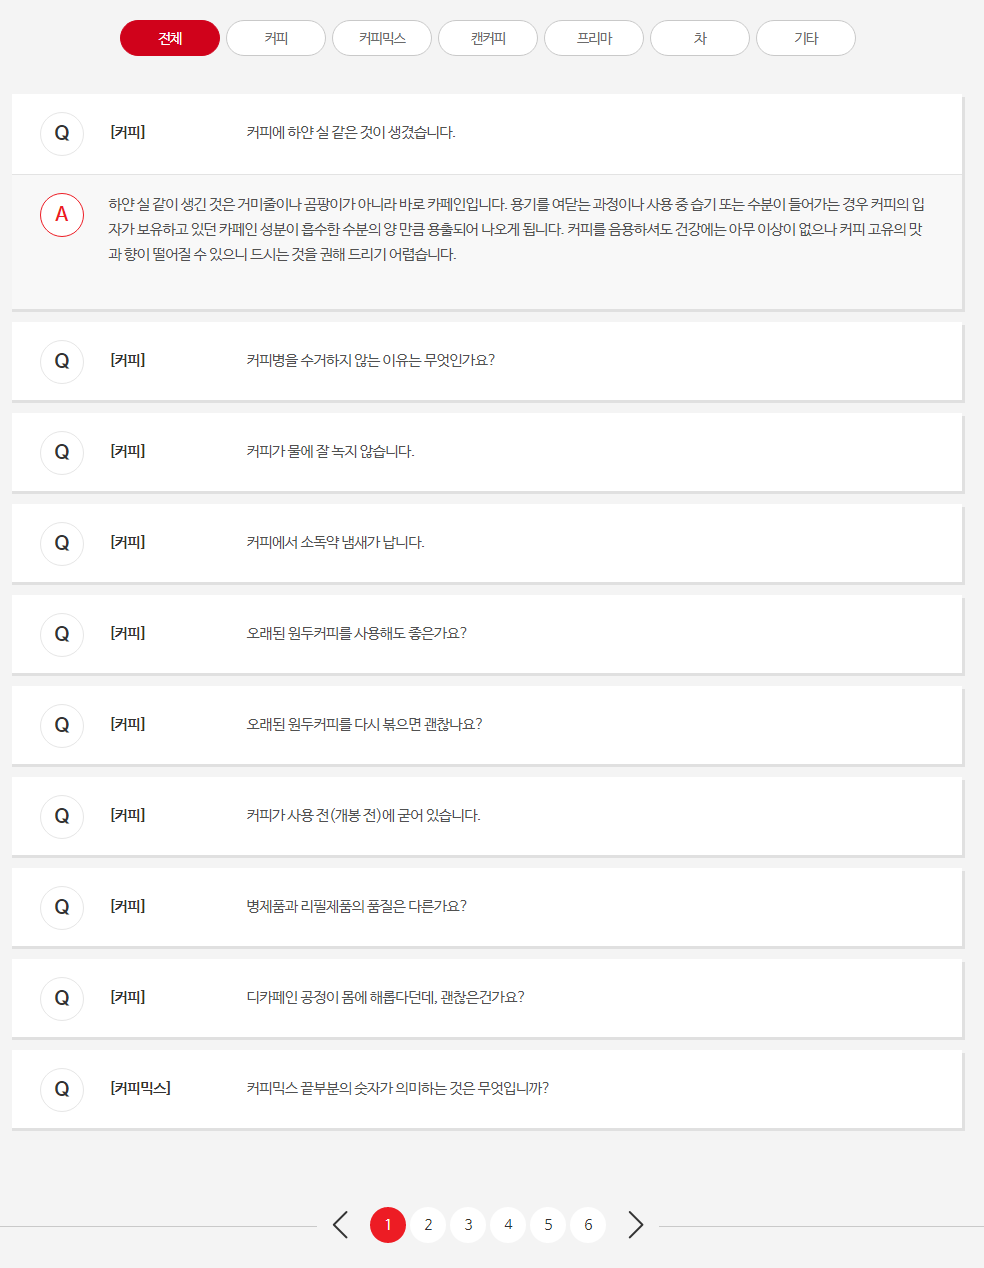 전체 커피 커피믹스 캔커피 프리마 차 기타
Q [커피] 커피에 하얀 실 같은 것이 생겼습니다.
A 하얀 실 같이 생긴 것은 거미줄이나 곰팡이가 아니라 바로 카페인입니다. 용기를 여닫는 과정이나 사용 중 습기 또는 수분이 들어가는 경우 커피의 입
자가 보유하고 있던 카페인 성분이 흡수한 수분의 양 만큼 용출되어 나오게 됩니다. 커피를 음용하셔도 건강에는 아무 이상이 없으나 커피 고유의 맛
과 향이 떨어질 수 있으니 드시는 것을 권해 드리기 어렵습니다.
Q [커피] 커피병을 수거하지 않는 이유는 무엇인가요?
Q [커피] 커피가 물에 잘 녹지 않습니다.
Q [커피] 커피에서 소독약 냄새가 납니다.
Q [커피] 오래된 원두커피를 사용해도 좋은가요?
Q [커피] 오래된 원두커피를 다시 볶으면 괜찮나요?
Q [커피] 커피가 사용 전(개봉 전)에 굳어 있습니다.
Q [커피] 병제품과 리필제품의 품질은 다른가요?
Q [커피] 디카페인 공정이 몸에 해롭다던데, 괜찮은건가요?
Q [커피믹스] 커피믹스 끝부분의 숫자가 의미하는 것은 무엇입니까?
1 2 3 4 5 6